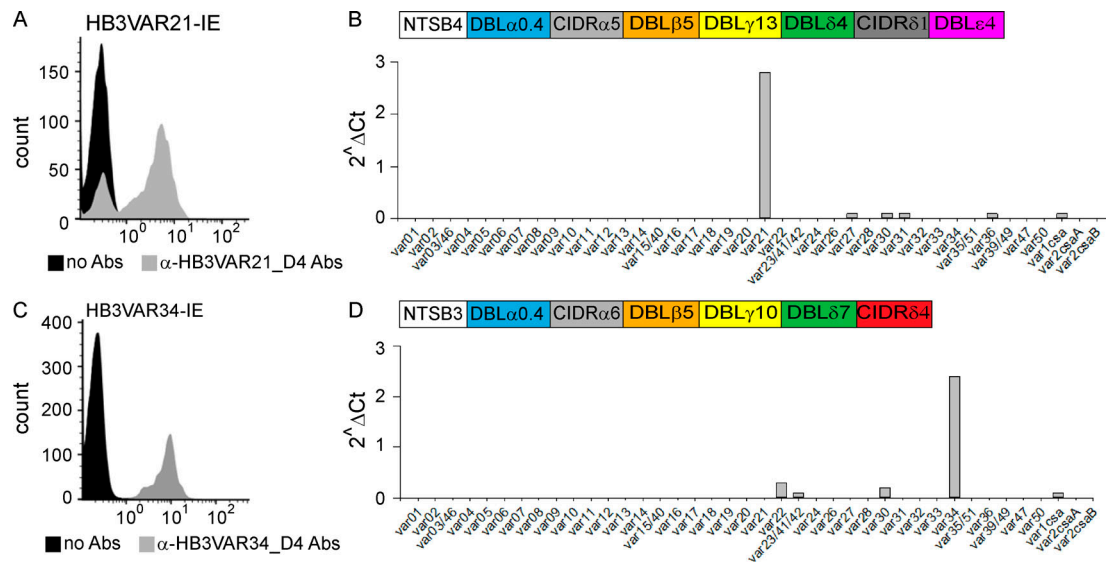 A
HB3VAR21-IE
count
150
100
50
0
10^0
10^1
10^2
no Abs
α-HB3VAR21_D4 Abs
B
NTSB4 DBLα0.4 CIDRα5 DBLβ5 DBLγ13 DBLδ4 CIDRδ1 DBLε4
2^ΔCt
3
2
1
0
var01 var02 var03/46 var04 var05 var06 var07 var08 var09 var10 var11 var12 var13 var14 var15/40 var16 var17 var18 var19 var20 var21 var22 var23/41/42 var24 var26 var27 var28 var30 var31 var32 var33 var34 var35/51 var36 var39/49 var47 var50 var1csa var2csaA var2csaB
C
HB3VAR34-IE
count
400
300
200
100
0
10^0
10^1
10^2
no Abs
α-HB3VAR34_D4 Abs
D
NTSB3 DBLα0.4 CIDRα6 DBLβ5 DBLγ10 DBLδ7 CIDRδ4
2^ΔCt
3
2
1
0
var01 var02 var03/46 var04 var05 var06 var07 var08 var09 var10 var11 var12 var13 var14 var15/40 var16 var17 var18 var19 var20 var21 var22 var23/41/42 var24 var26 var27 var28 var30 var31 var32 var33 var34 var35/51 var36 var39/49 var47 var50 var1csa var2csaA var2csaB